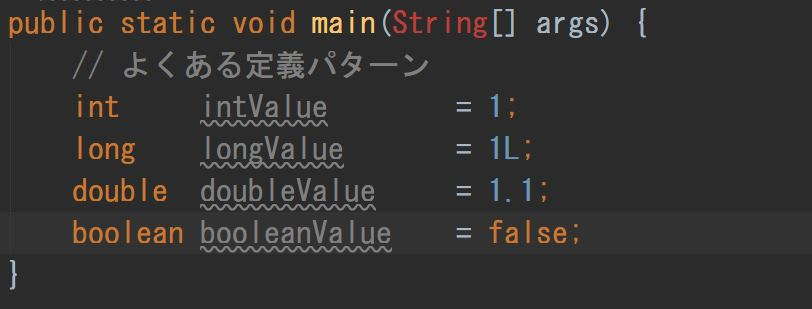 public static void main(String[] args) {
    // よくある定義パターン
    int     intValue        = 1;
    long    longValue       = 1L;
    double  doubleValue     = 1.1;
    boolean booleanValue    = false;
}